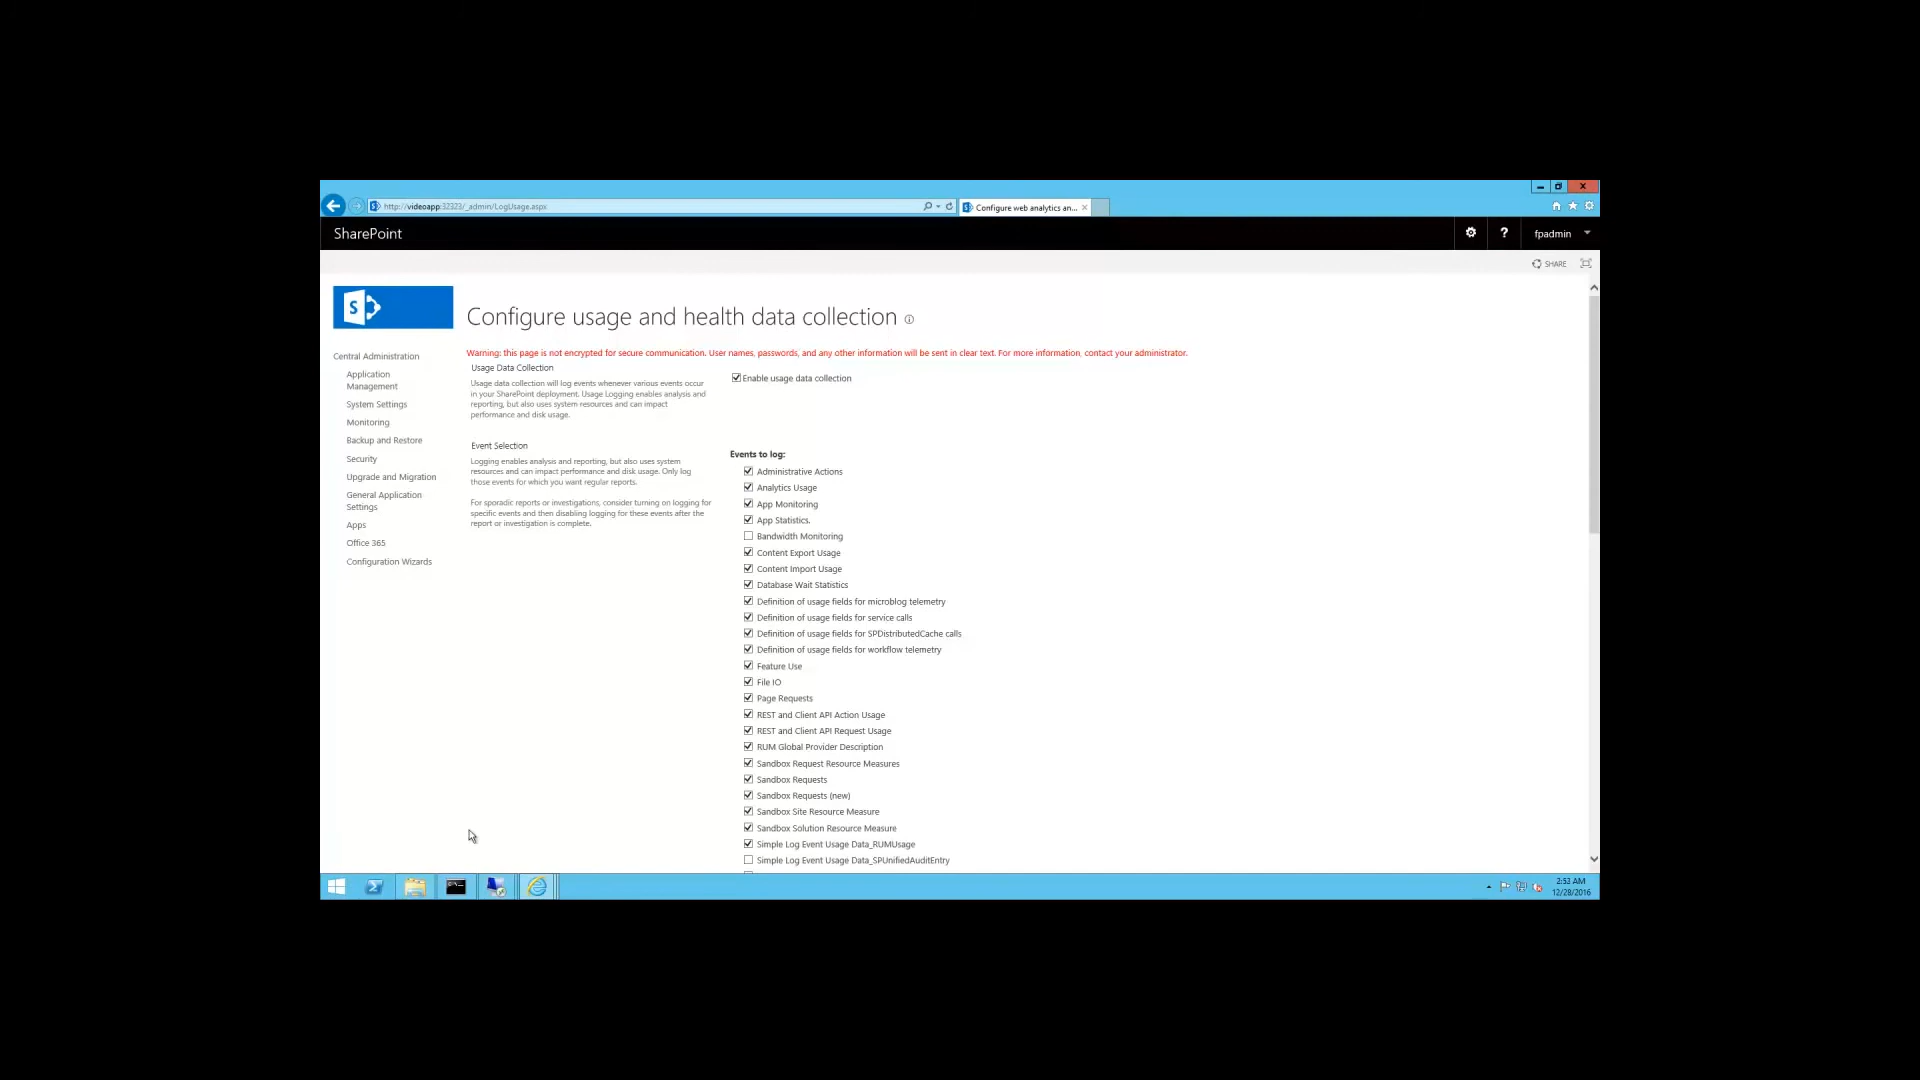 http://videoapp:32323/_admin/LogUsage.aspx
Configure web analytics an...
SharePoint
fpadmin
SHARE
Configure usage and health data collection
Central Administration
Application
Management
System Settings
Monitoring
Backup and Restore
Security
Upgrade and Migration
General Application
Settings
Apps
Office 365
Configuration Wizards
Warning: this page is not encrypted for secure communication. User names, passwords, and any other information will be sent in clear text. For more information, contact your administrator.
Usage Data Collection
Usage data collection will log events whenever various events occur
in your SharePoint deployment. Usage Logging enables analysis and
reporting, but also uses system resources and can impact
performance and disk usage.
Enable usage data collection
Event Selection
Logging enables analysis and reporting, but also uses system
resources and can impact performance and disk usage. Only log
those events for which you want regular reports.
For sporadic reports or investigations, consider turning on logging for
specific events and then disabling logging for these events after the
report or investigation is complete.
Events to log:
Administrative Actions
Analytics Usage
App Monitoring
App Statistics.
Bandwidth Monitoring
Content Export Usage
Content Import Usage
Database Wait Statistics
Definition of usage fields for microblog telemetry
Definition of usage fields for service calls
Definition of usage fields for SPDistributedCache calls
Definition of usage fields for workflow telemetry
Feature Use
File IO
Page Requests
REST and Client API Action Usage
REST and Client API Request Usage
RUM Global Provider Description
Sandbox Request Resource Measures
Sandbox Requests
Sandbox Requests (new)
Sandbox Site Resource Measure
Sandbox Solution Resource Measure
Simple Log Event Usage Data_RUMUsage
Simple Log Event Usage Data_SPUnifiedAuditEntry
2:52 AM
12/28/2016